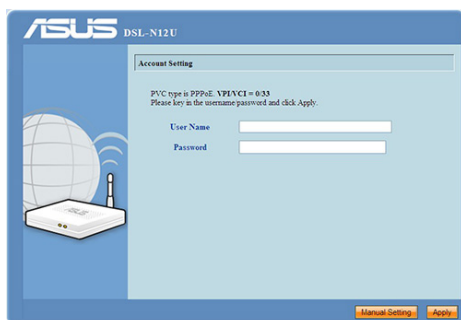 ASUS DSL-N12U
Account Setting
PVC type is PPPoE. VPI/VCI = 0/33
Please key in the username/password and click Apply.
User Name
Password
ASUS
Manual Setting Apply